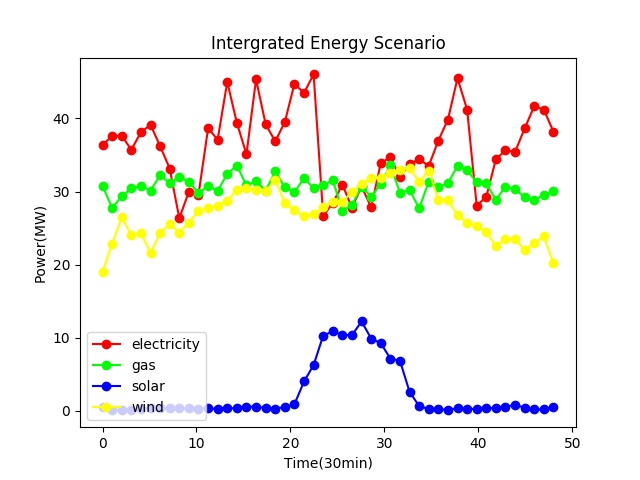 Intergrated Energy Scenario
Power(MW)
40
30
20
10
0
electricity
gas
solar
wind
0 10 20 30 40 50
Time(30min)